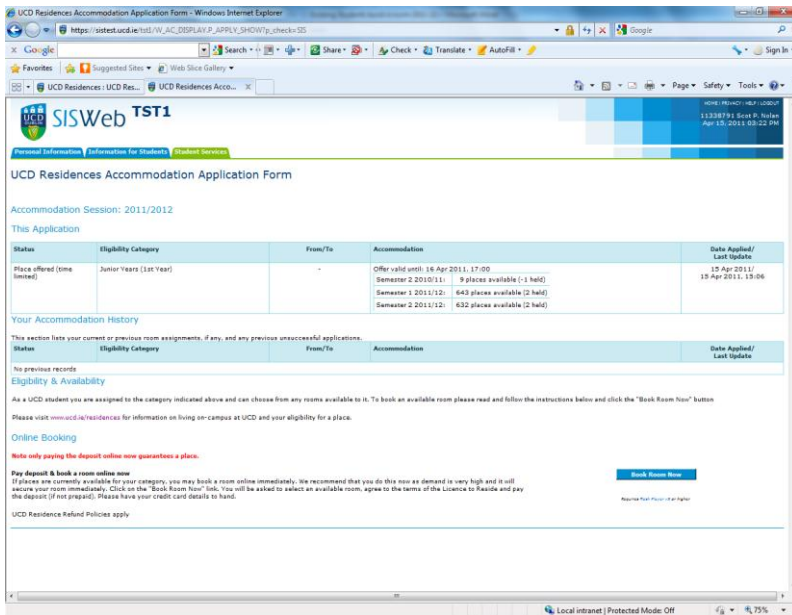 UCD Residences Accommodation Application Form - Windows Internet Explorer
https://sistest.ucd.ie/tst1/W_AC_DISPLAY.P_APPLY_SHOW?p_check=SIS
Google
x Google Search Share Check Translate AutoFill Sign In
Favorites Suggested Sites Web Slice Gallery
UCD Residences : UCD Res... UCD Residences Acco... x Page Safety Tools
HOME | PRIVACY | HELP | LOGOUT
UCD
DUBLIN
SISWeb TST1
11338791 Scot P. Nolan
Apr 15, 2011 03:22 PM
Personal Information Information for Students Student Services
UCD Residences Accommodation Application Form
Accommodation Session: 2011/2012
This Application
Status Eligibility Category From/To Accommodation Date Applied/
Last Update
Place offered (time
limited)
Junior Years (1st Year) - Offer valid until: 16 Apr 2011, 17:00
Semester 2 2010/11: 9 places available (-1 held)
Semester 1 2011/12: 643 places available (2 held)
Semester 2 2011/12: 632 places available (2 held)
15 Apr 2011/
15 Apr 2011, 15:06
Your Accommodation History
This section lists your current or previous room assignments, if any, and any previous unsuccessful applications.
Status Eligibility Category From/To Accommodation Date Applied/
Last Update
No previous records
Eligibility & Availability
As a UCD student you are assigned to the category indicated above and can choose from any rooms available to it. To book an available room please read and follow the instructions below and click the "Book Room Now" button
Please visit www.ucd.ie/residences for information on living on-campus at UCD and your eligibility for a place.
Online Booking
Note only paying the deposit online now guarantees a place.
Pay deposit & book a room online now
If places are currently available for your category, you may book a room online immediately. We recommend that you do this now as demand is very high and it will
secure your room immediately. Click on the "Book Room Now" link. You will be asked to select an available room, agree to the terms of the Licence to Reside and pay
the deposit (if not prepaid). Please have your credit card details to hand.
Book Room Now
Requires Flash Player v9 or higher
UCD Residence Refund Policies apply
Local intranet | Protected Mode: Off 75%